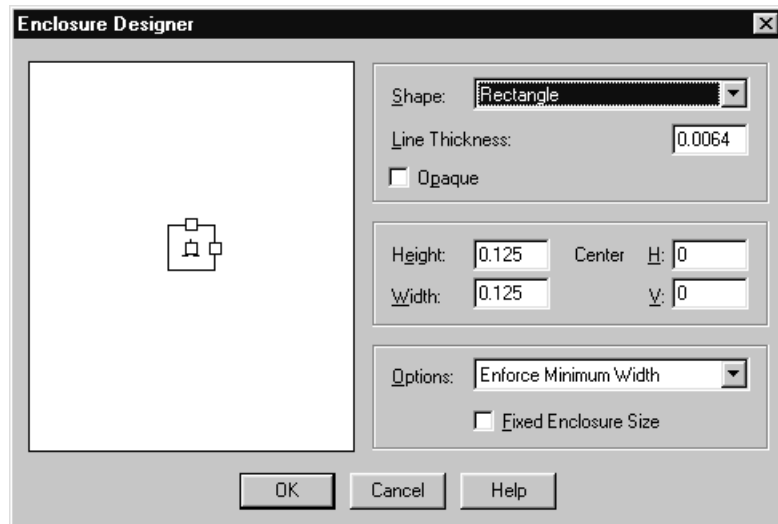 Enclosure Designer
Shape: Rectangle
Line Thickness: 0.0064
Opaque
Height: 0.125 Center H: 0
Width: 0.125 V: 0
Options: Enforce Minimum Width
Fixed Enclosure Size
OK Cancel Help